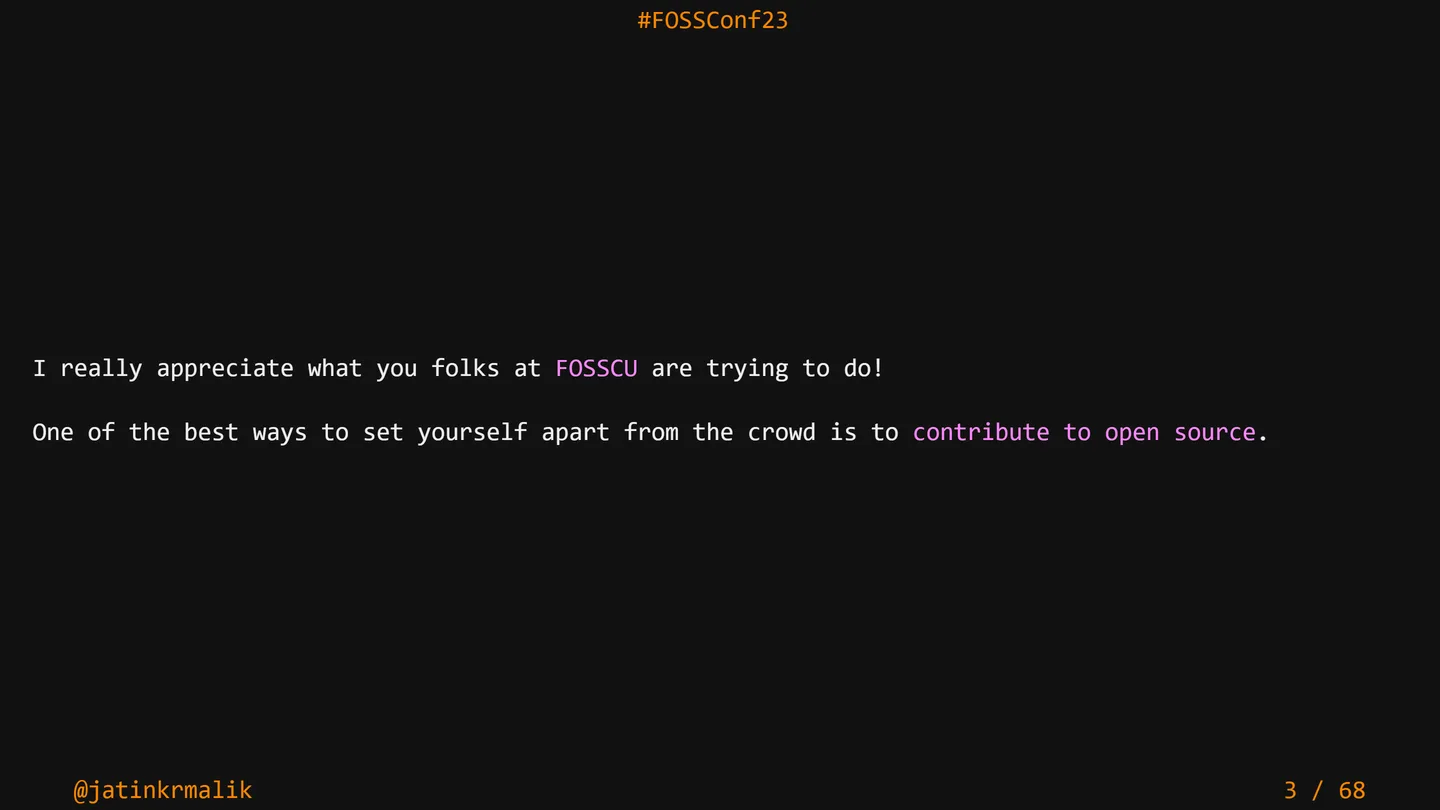 #FOSSConf23
I really appreciate what you folks at FOSSCU are trying to do!
One of the best ways to set yourself apart from the crowd is to contribute to open source.
@jatinkrmalik
3 / 68